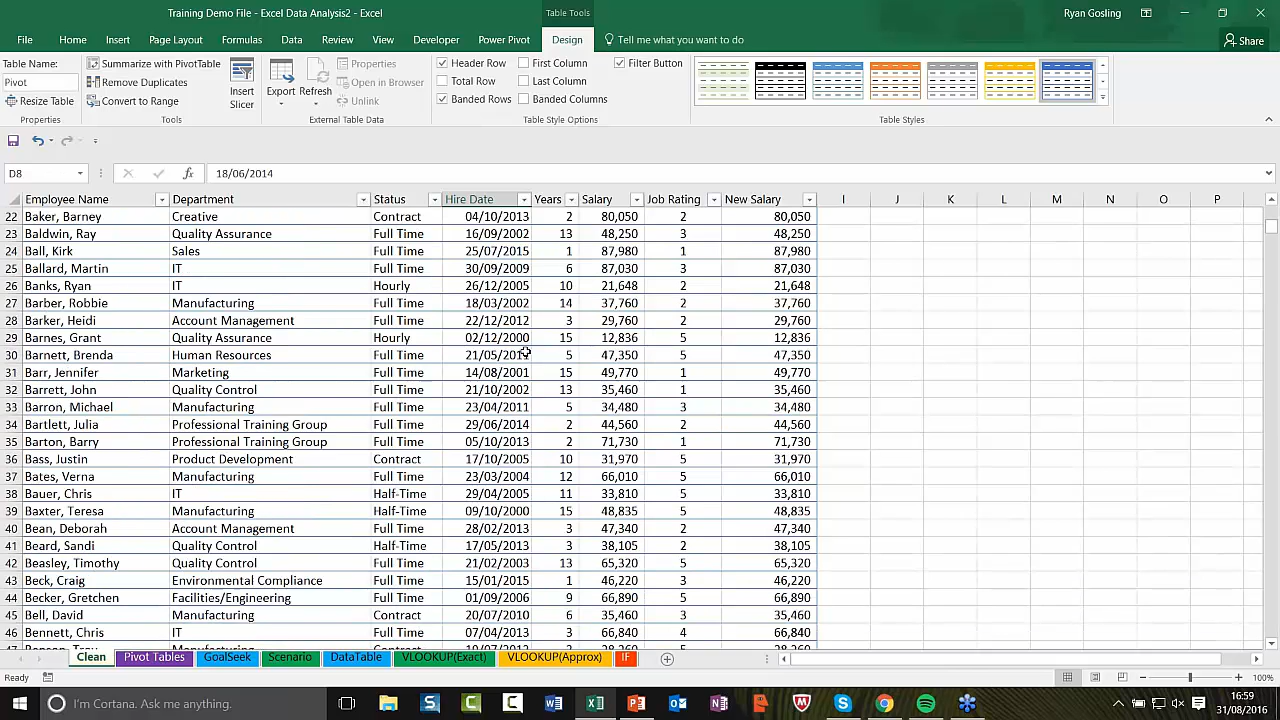 Training Demo File - Excel Data Analysis2 - Excel Table Tools Ryan Gosling
File Home Insert Page Layout Formulas Data Review View Developer Power Pivot Design Tell me what you want to do Share
Table Name: Summarize with PivotTable Properties Header Row First Column Filter Button
Pivot Remove Duplicates Insert Slicer Export Refresh Open in Browser Total Row Last Column
Resize Table Convert to Range Unlink Banded Rows Banded Columns
Properties Tools External Table Data Table Style Options Table Styles
D8 fx 18/06/2014
Employee Name Department Status Hire Date Years Salary Job Rating New Salary I J K L M N O P
22 Baker, Barney Creative Contract 04/10/2013 2 80,050 2 80,050
23 Baldwin, Ray Quality Assurance Full Time 16/09/2002 13 48,250 3 48,250
24 Ball, Kirk Sales Full Time 25/07/2015 1 87,980 1 87,980
25 Ballard, Martin IT Full Time 30/09/2009 6 87,030 3 87,030
26 Banks, Ryan IT Hourly 26/12/2005 10 21,648 2 21,648
27 Barber, Robbie Manufacturing Full Time 18/03/2002 14 37,760 2 37,760
28 Barker, Heidi Account Management Full Time 22/12/2012 3 29,760 2 29,760
29 Barnes, Grant Quality Assurance Hourly 02/12/2000 15 12,836 5 12,836
30 Barnett, Brenda Human Resources Full Time 5 47,350 5 47,350
31 Barr, Jennifer Marketing Full Time 14/08/2001 15 49,770 1 49,770
32 Barrett, John Quality Control Full Time 21/10/2002 13 35,460 1 35,460
33 Barron, Michael Manufacturing Full Time 23/04/2011 5 34,480 3 34,480
34 Bartlett, Julia Professional Training Group Full Time 29/06/2014 2 44,560 2 44,560
35 Barton, Barry Professional Training Group Full Time 05/10/2013 2 71,730 1 71,730
36 Bass, Justin Product Development Contract 17/10/2005 10 31,970 5 31,970
37 Bates, Verna Manufacturing Full Time 23/03/2004 12 66,010 5 66,010
38 Bauer, Chris IT Half-Time 29/04/2005 11 33,810 5 33,810
39 Baxter, Teresa Manufacturing Half-Time 09/10/2000 15 48,835 5 48,835
40 Bean, Deborah Account Management Full Time 28/02/2013 3 47,340 2 47,340
41 Beard, Sandi Quality Control Half-Time 17/05/2013 3 38,105 2 38,105
42 Beasley, Timothy Quality Control Full Time 21/02/2003 13 65,320 5 65,320
43 Beck, Craig Environmental Compliance Full Time 15/01/2015 1 46,220 3 46,220
44 Becker, Gretchen Facilities/Engineering Full Time 01/09/2006 9 66,890 5 66,890
45 Bell, David Manufacturing Contract 20/07/2010 6 35,460 3 35,460
46 Bennett, Chris IT Full Time 07/04/2013 3 66,840 4 66,840
Clean Pivot Tables GoalSeek Scenario DataTable VLOOKUP(Exact) VLOOKUP(Approx) IF
Ready 100%
I'm Cortana. Ask me anything. 16:59
31/08/2016